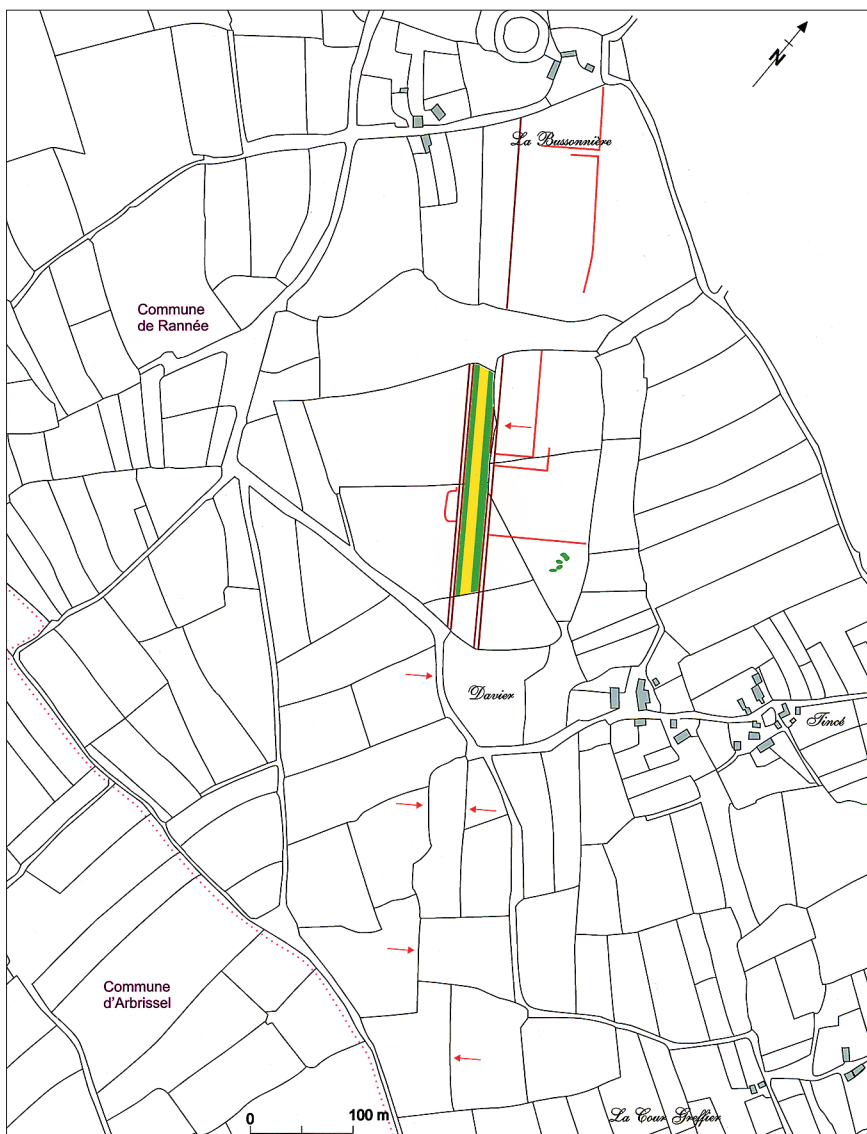 N
La Bussonnière
Commune
de Rannée
Davier
Tincé
Commune
d'Arbrissel
0 100 m
La Cour Greffier